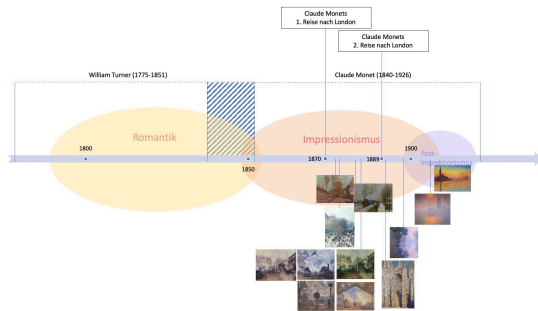 Claude Monets
1. Reise nach London
Claude Monets
2. Reise nach London
William Turner (1775-1851)
Claude Monet (1840-1926)
Romantik
Impressionismus
Post-
Impressionismus
1800
1850
1870
1889
1900